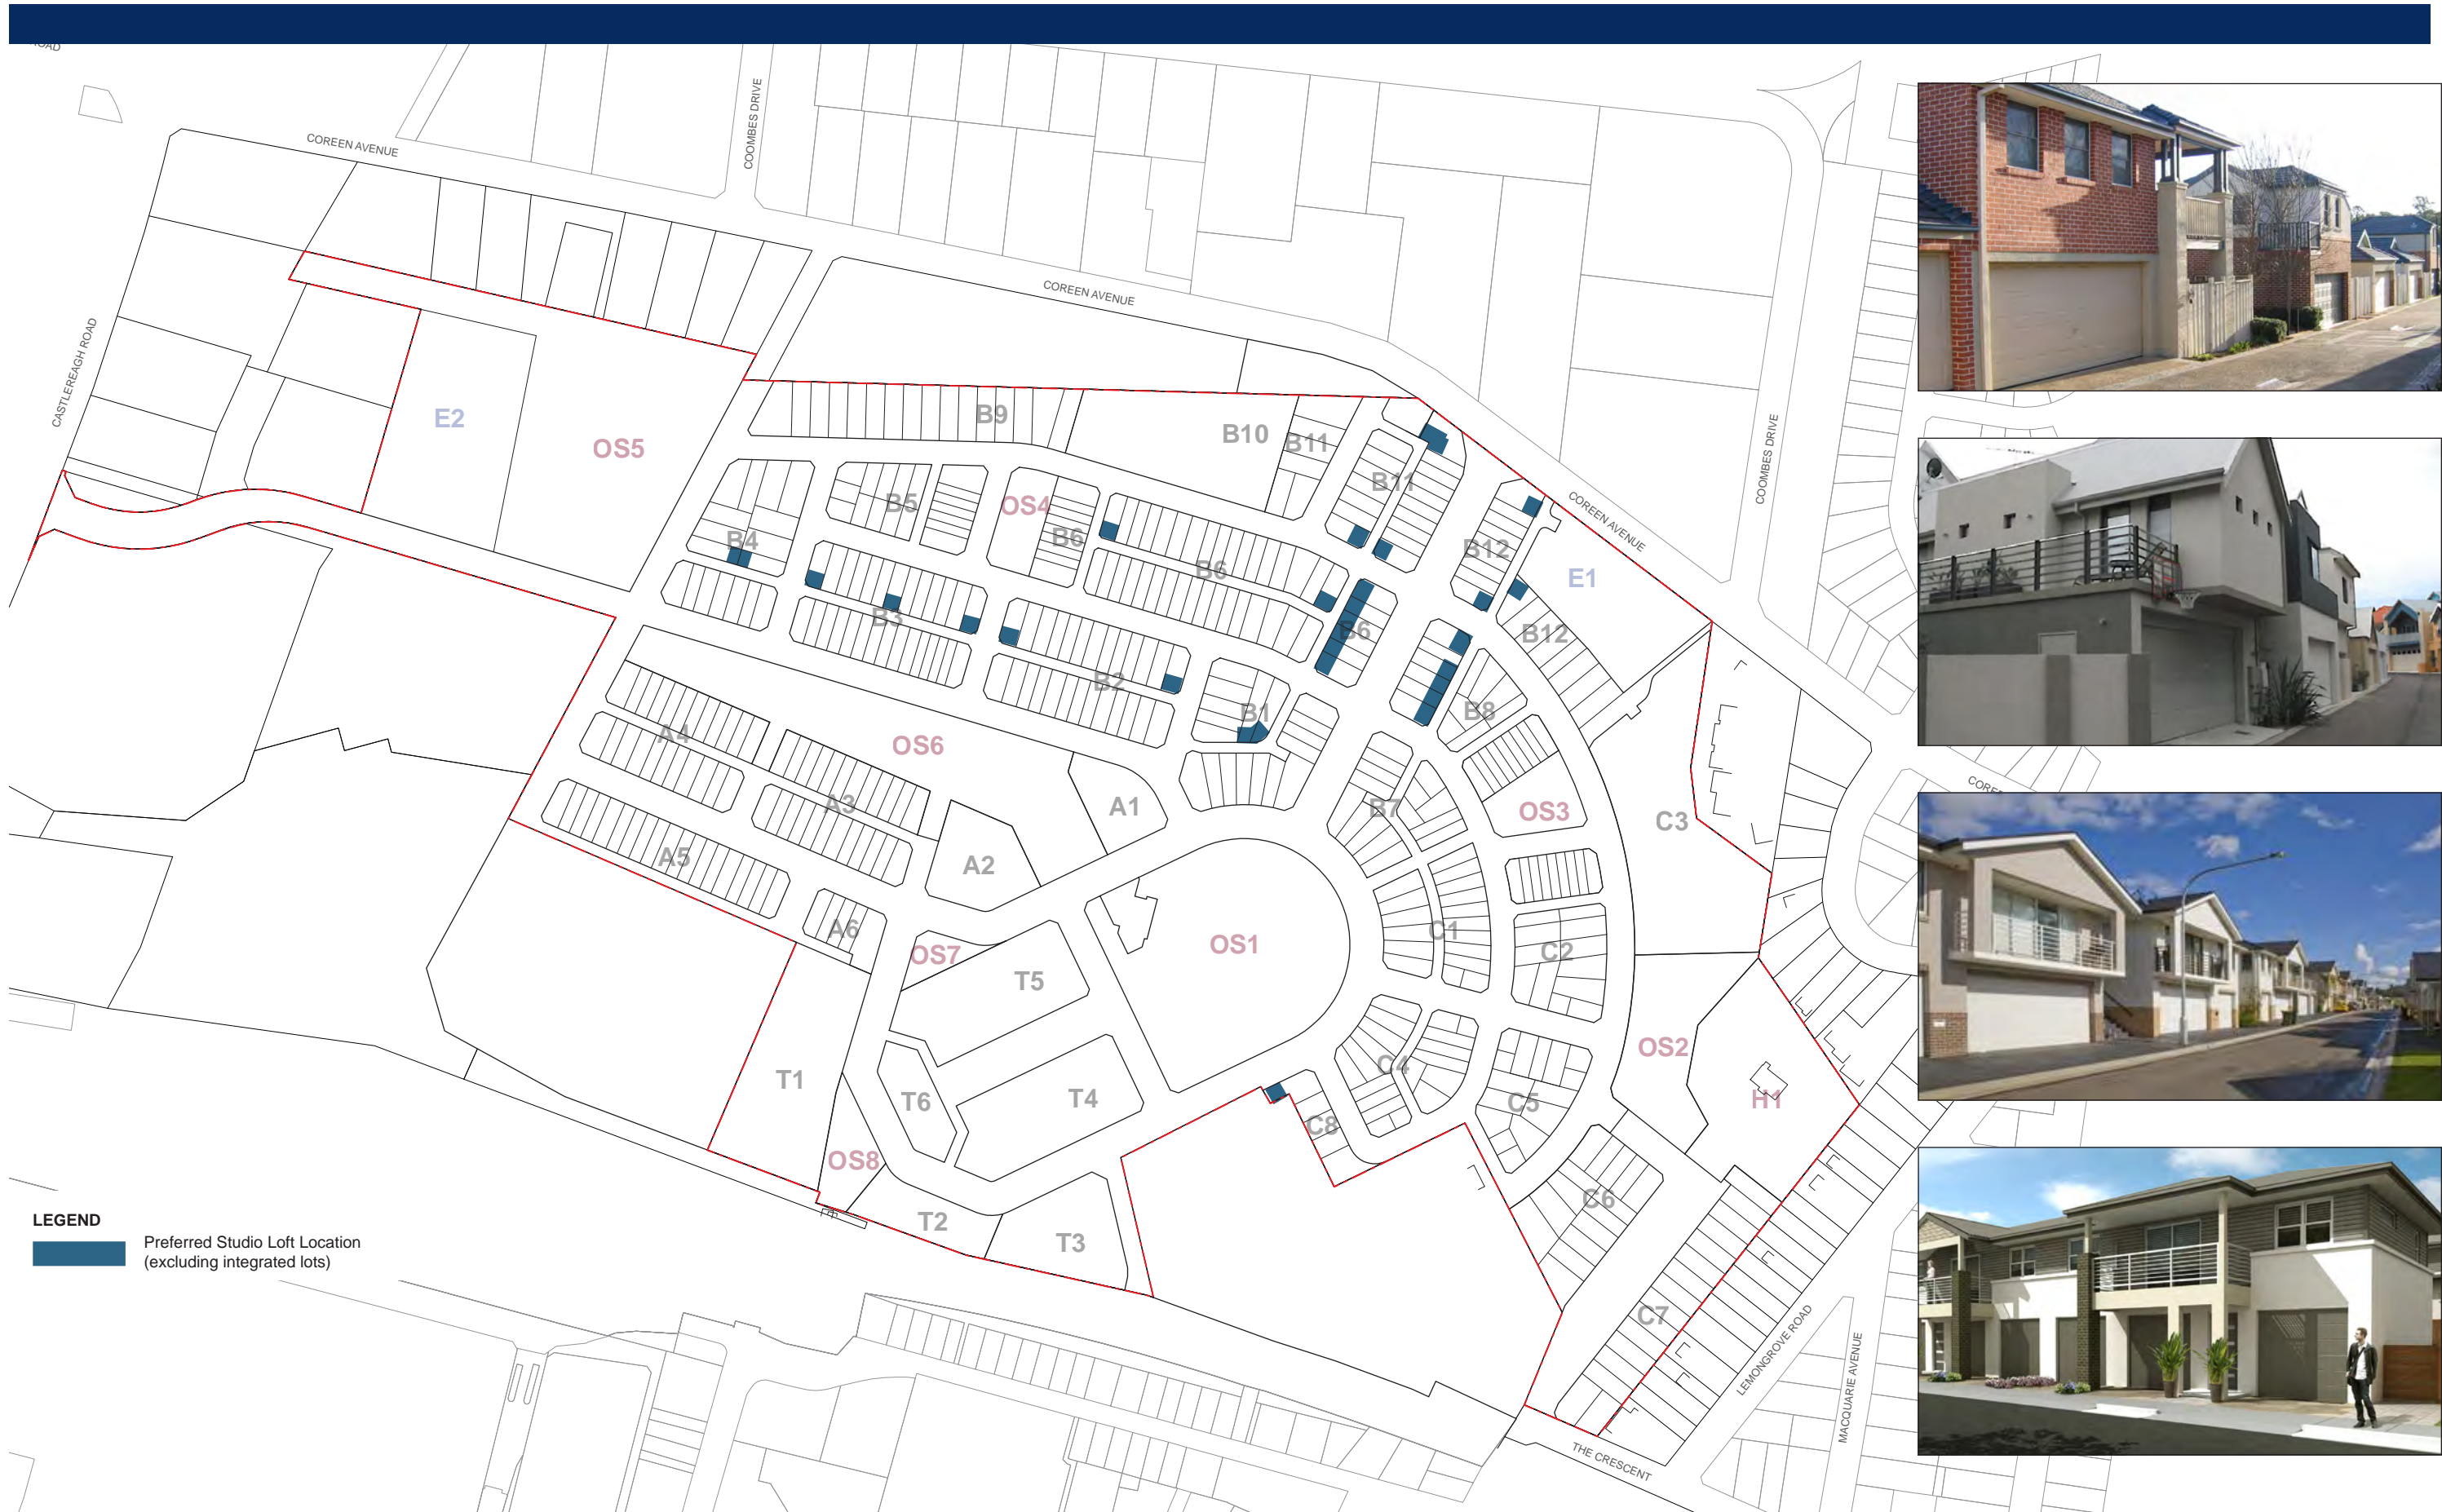 COREEN AVENUE
COOMBES DRIVE
COREEN AVENUE
CASTLEREAGH ROAD
E2
OS5
B9
B10
B11
B11
COOMBES DRIVE
COREEN AVENUE
B5
OS4
B6
B4
B6
B12
E1
B3
B6
B12
B2
B1
B8
A4
OS6
A3
A1
B7
OS3
C3
A5
A2
A6
OS7
OS1
C1
C2
T5
OS2
T1
T6
T4
C4
C5
H1
C8
OS8
T2
T3
C6
C7
LEMONGROVE ROAD
MACQUARIE AVENUE
THE CRESCENT
LEGEND
Preferred Studio Loft Location
(excluding integrated lots)